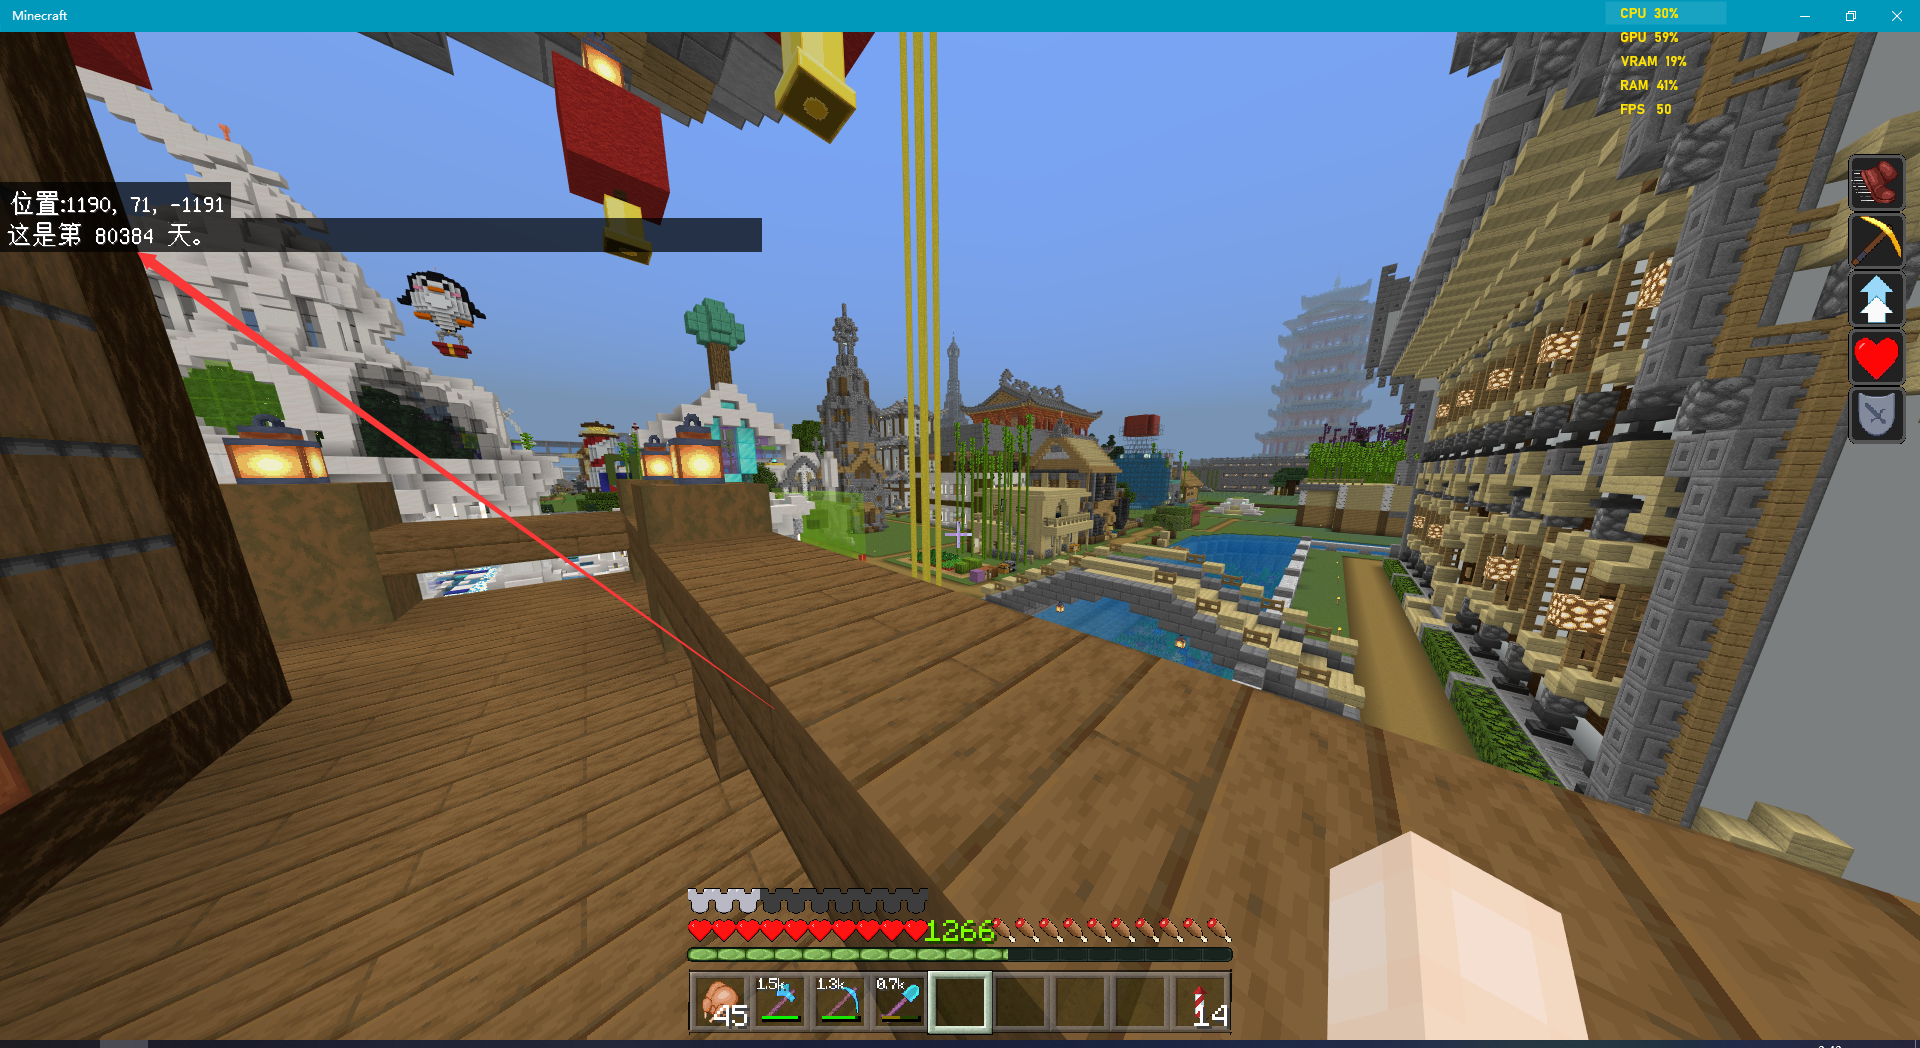 Minecraft
CPU 30%
GPU 59%
VRAM 19%
RAM 41%
FPS 50
位置:1190, 71, -1191
这是第 80384 天。
1266
45
1.5k
1.3k
0.7k
14